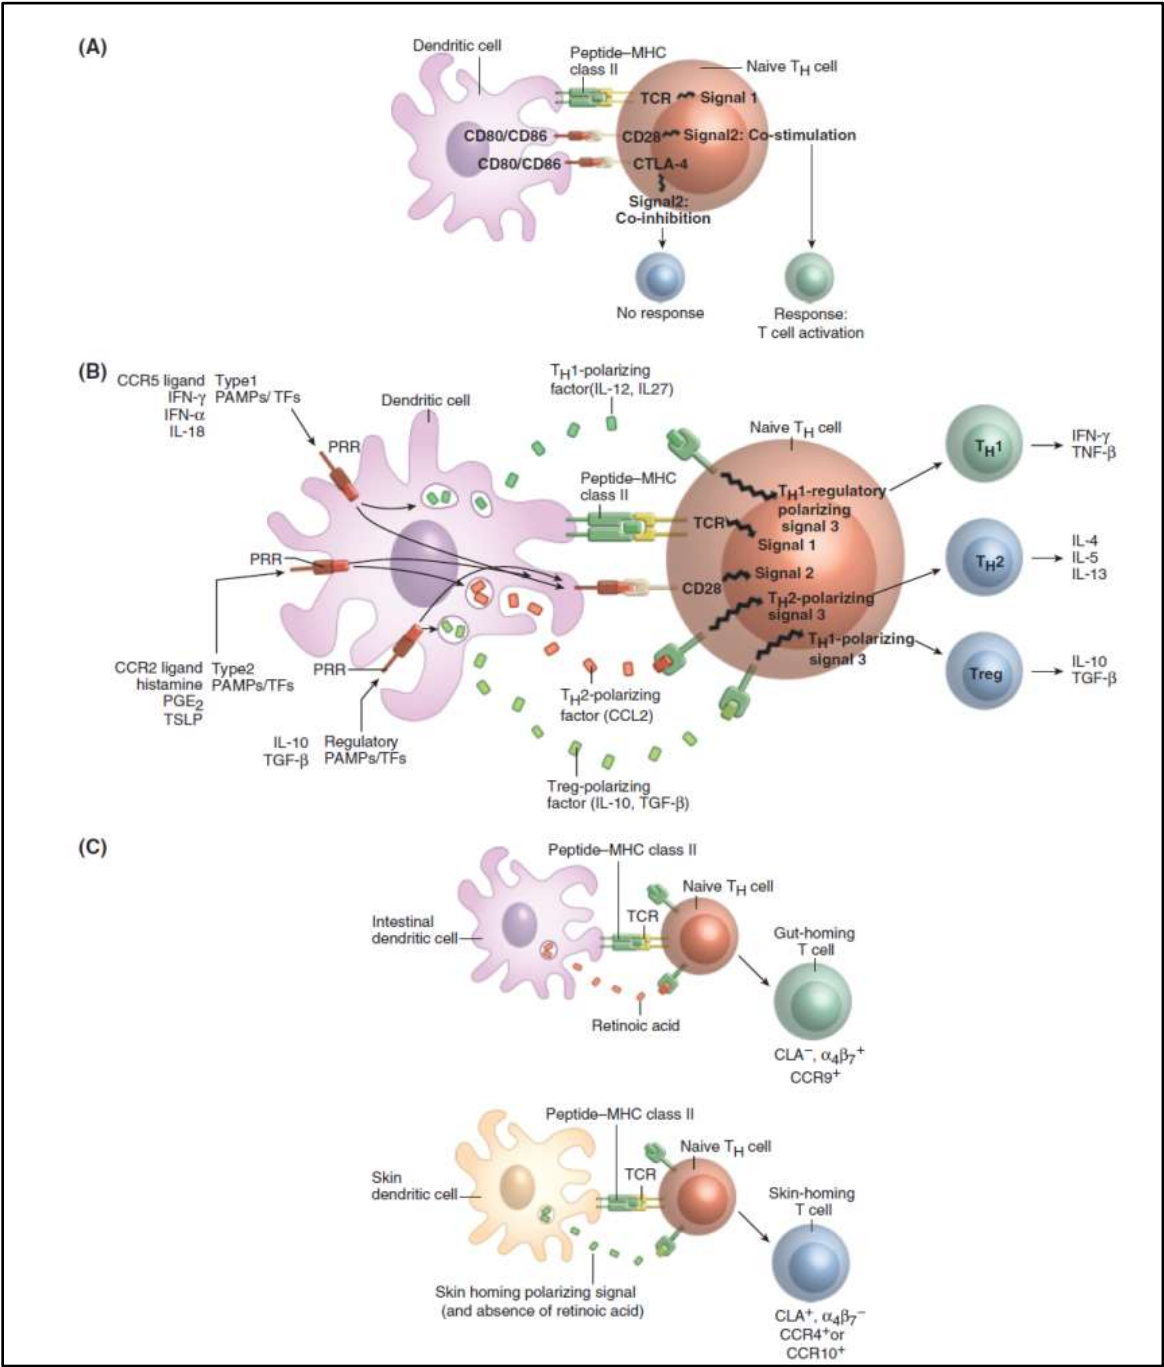 (A)
Dendritic cell
Peptide–MHC
class II
Naive TH cell
TCR Signal 1
CD80/CD86
CD28 Signal2: Co-stimulation
CD80/CD86
CTLA-4
Signal2:
Co-inhibition
No response
Response:
T cell activation
(B)
CCR5 ligand
IFN-γ
IFN-α
IL-18
Type1
PAMPs/ TFs
PRR
Dendritic cell
TH1-polarizing
factor(IL-12, IL27)
Naive TH cell
Peptide–MHC
class II
TCR
Signal 1
TH1-regulatory
polarizing
signal 3
TH1
IFN-γ
TNF-β
PRR
CD28
Signal 2
TH2-polarizing
signal 3
TH2
IL-4
IL-5
IL-13
TH1-polarizing
signal 3
Treg
IL-10
TGF-β
CCR2 ligand
histamine
PGE2
TSLP
Type2
PAMPs/TFs
PRR
IL-10
TGF-β
Regulatory
PAMPs/TFs
TH2-polarizing
factor (CCL2)
Treg-polarizing
factor (IL-10, TGF-β)
(C)
Peptide–MHC class II
Naive TH cell
TCR
Intestinal
dendritic cell
Retinoic acid
Gut-homing
T cell
CLA−, α4β7+
CCR9+
Peptide–MHC class II
Naive TH cell
TCR
Skin
dendritic cell
Skin homing polarizing signal
(and absence of retinoic acid)
Skin-homing
T cell
CLA+, α4β7−
CCR4+or
CCR10+